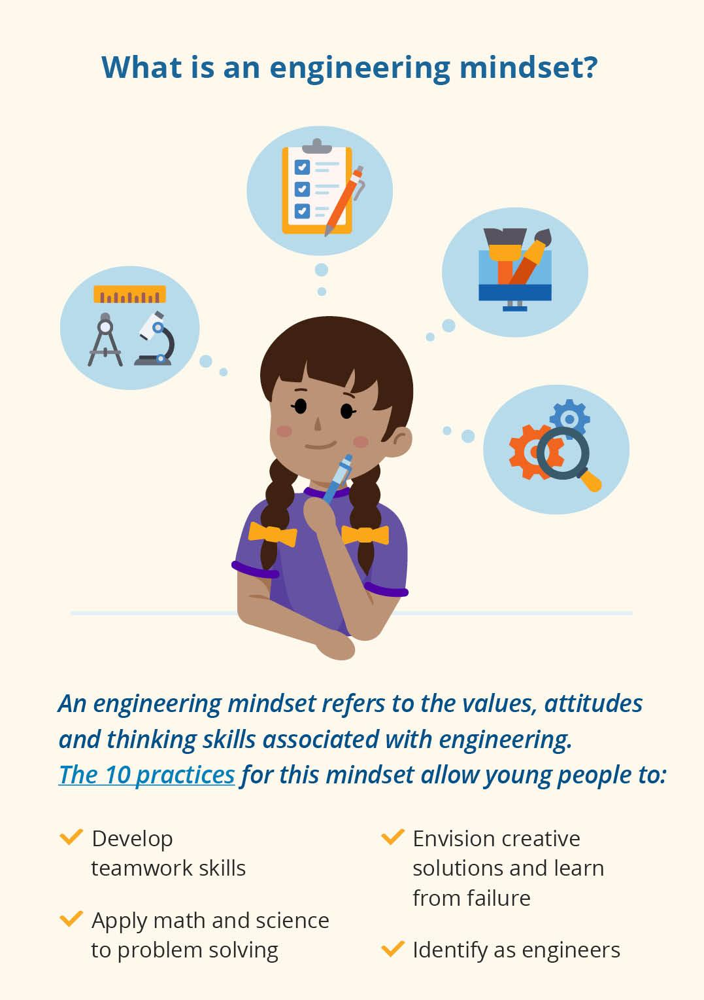 What is an engineering mindset?
An engineering mindset refers to the values, attitudes
and thinking skills associated with engineering.
The 10 practices for this mindset allow young people to:
Develop
teamwork skills
Apply math and science
to problem solving
Envision creative
solutions and learn
from failure
Identify as engineers